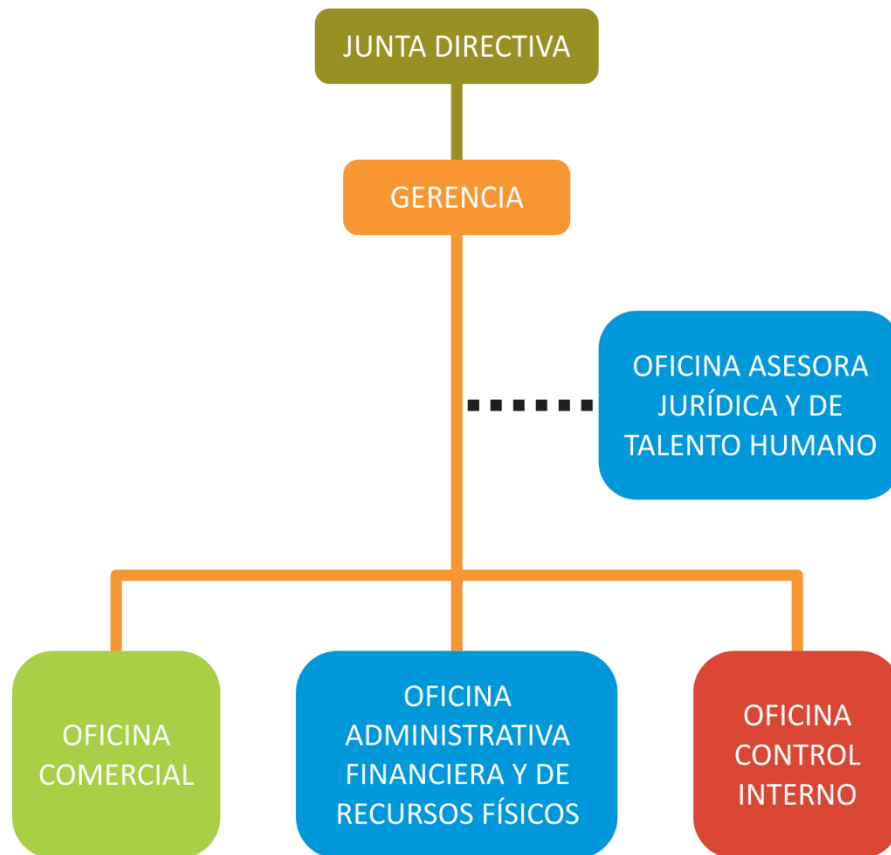 JUNTA DIRECTIVA
GERENCIA
OFICINA ASESORA
JURÍDICA Y DE
TALENTO HUMANO
OFICINA
COMERCIAL
OFICINA
ADMINISTRATIVA
FINANCIERA Y DE
RECURSOS FÍSICOS
OFICINA
CONTROL
INTERNO